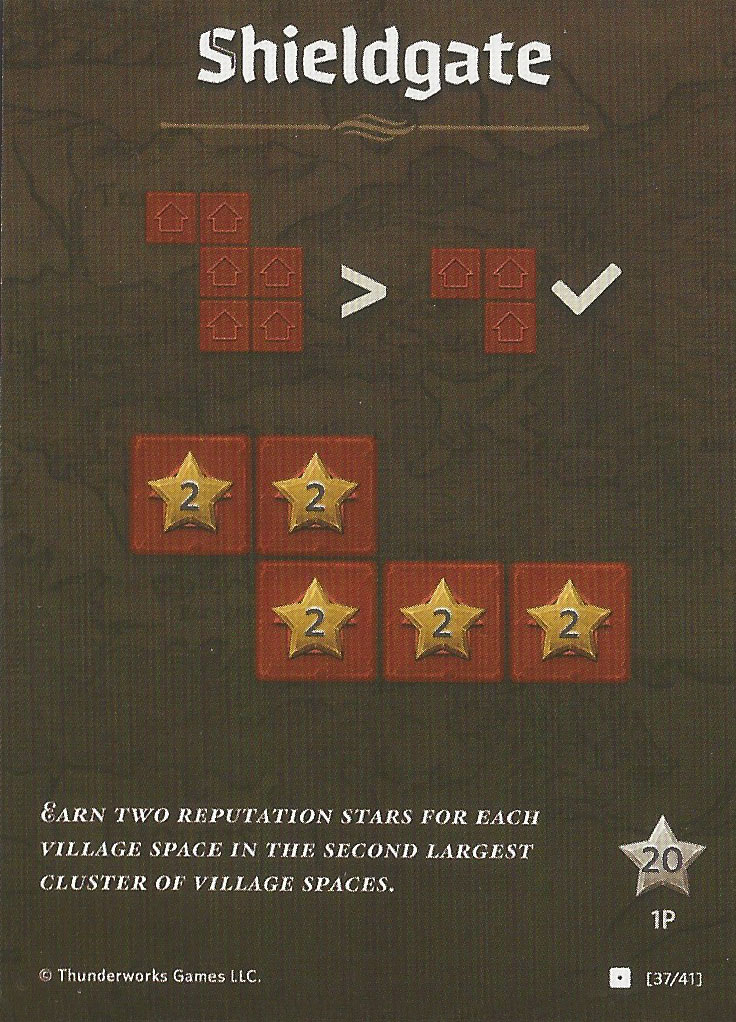 Shieldgate
>
2 2
2 2 2
Earn two reputation stars for each
village space in the second largest
cluster of village spaces.
20
1P
© Thunderworks Games LLC.
[37/41]